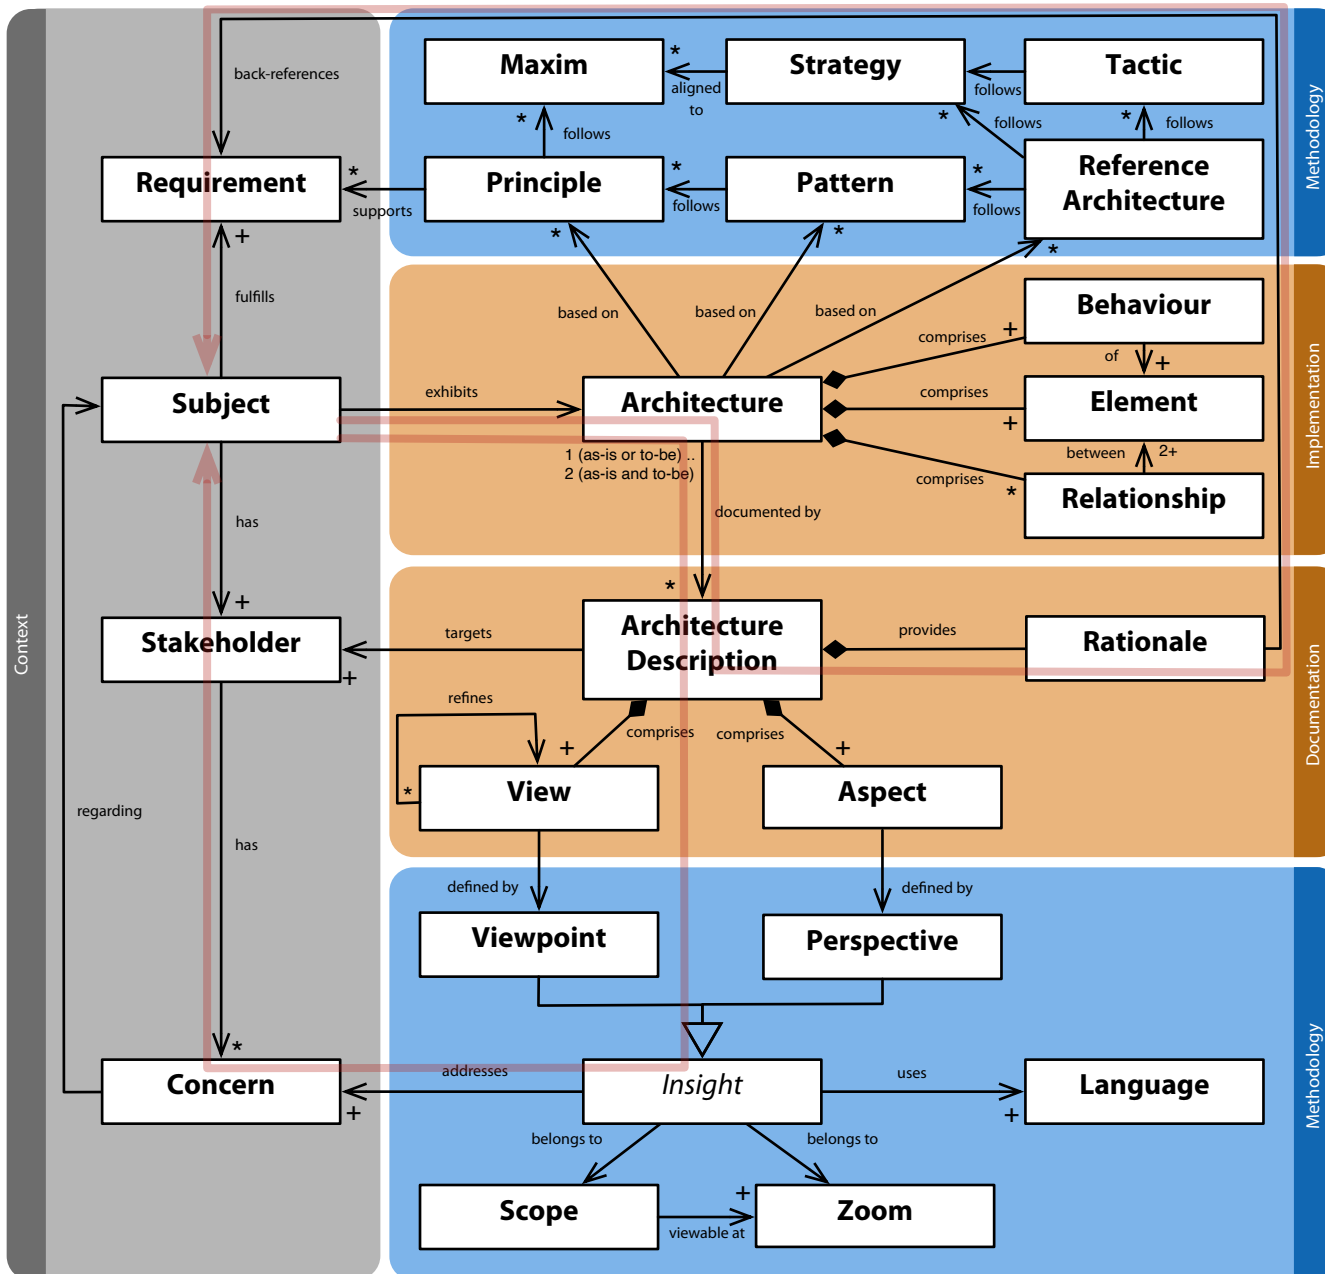 Context
Methodology
Implementation
Documentation
Methodology
back-references
Maxim
*
aligned
to
Strategy
follows
Tactic
*
follows
*
follows
*
follows
Requirement
*
supports
Principle
*
follows
Pattern
*
follows
Reference
Architecture
+
*
*
*
fulfills
based on
based on
based on
comprises
+
Behaviour
of
+
Subject
exhibits
Architecture
comprises
+
Element
1 (as-is or to-be) ..
2 (as-is and to-be)
between
2+
comprises
*
Relationship
has
documented by
+
*
Stakeholder
+
targets
Architecture
Description
provides
Rationale
refines
comprises
comprises
+
+
*
View
Aspect
regarding
has
defined by
defined by
Viewpoint
Perspective
*
Concern
+
addresses
Insight
uses
+
Language
belongs to
belongs to
Scope
+
viewable at
Zoom